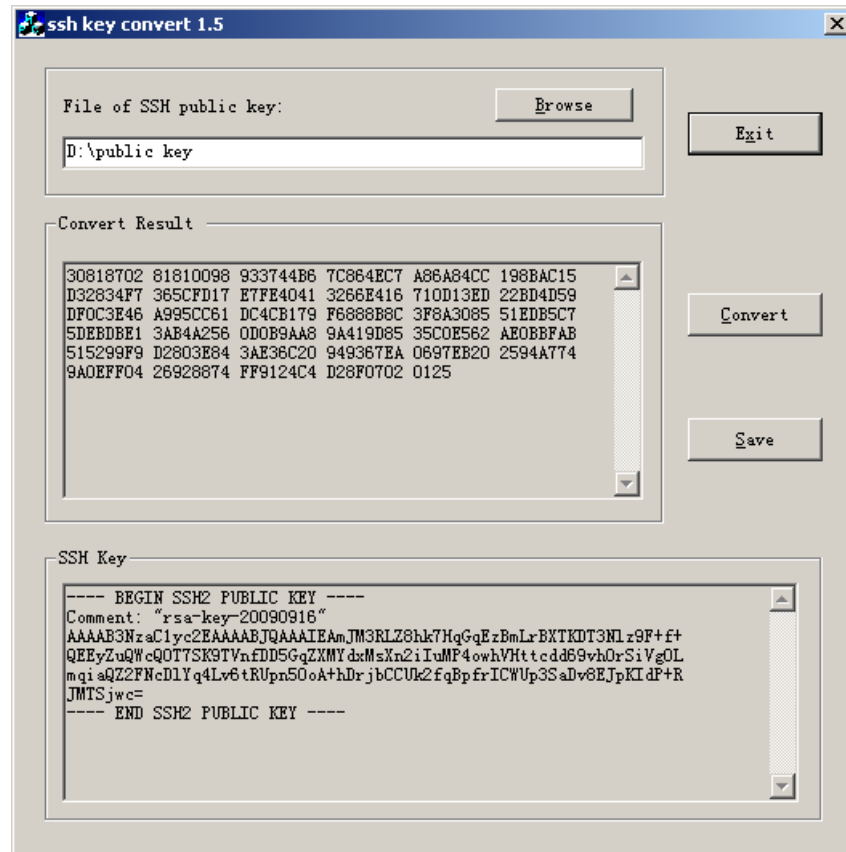 ssh key convert 1.5
File of SSH public key:
Browse
D:\public key
Exit
Convert Result
30818702 81810098 933744B6 7C864EC7 A86A84CC 198BAC15
D32834F7 365CFD17 E7FE4041 3266E416 710D13ED 22BD4D59
DF0C3E46 A995CC61 DC4CB179 F6888B8C 3F8A3085 51EDB5C7
5DEBDBE1 3AB4A256 0D0B9AA8 9A419D85 35C0E562 AE0BBFAB
515299F9 D2803E84 3AE36C20 949367EA 0697EB20 2594A774
9A0EFF04 26928874 FF9124C4 D28F0702 0125
Convert
Save
SSH Key
---- BEGIN SSH2 PUBLIC KEY ----
Comment: "rsa-key-20090916"
AAAAB3NzaC1yc2EAAAABJQAAAIEAmJM3RLZ8hk7HqGqEzBmLrBXTKDT3Nlz9F+f+
QEEyZuQWcQ0T7SK9TVnfDD5GqZXMYdxMsXn2iIuMP4owhVHttcdd69vhOrSiVg0L
mqiaQZ2FNcDlYq4Lv6tRUpn50oA+hDrjbCCUk2fqBpfrICWUp3SaDv8EJpKIdP+R
JMTSjwc=
---- END SSH2 PUBLIC KEY ----